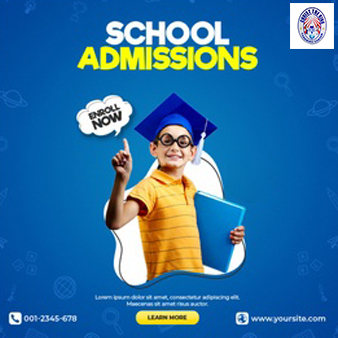 SCHOOL
ADMISSIONS
ENROLL
NOW
Lorem ipsum dolor sit amet, consectetur adipiscing elit.
Maecenas sit amet risus auctor.
LEARN MORE
001-2345-678
www.yoursite.com